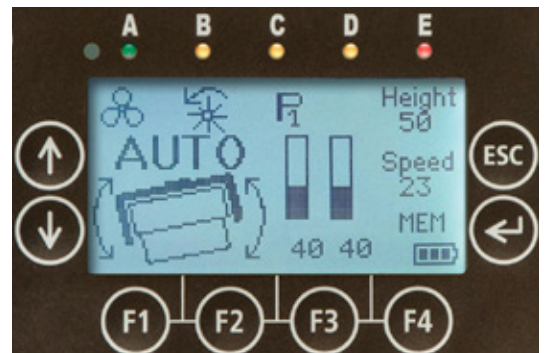 A B C D E
P1
Height
50
AUTO
Speed
23
MEM
40 40
ESC
F1 F2 F3 F4